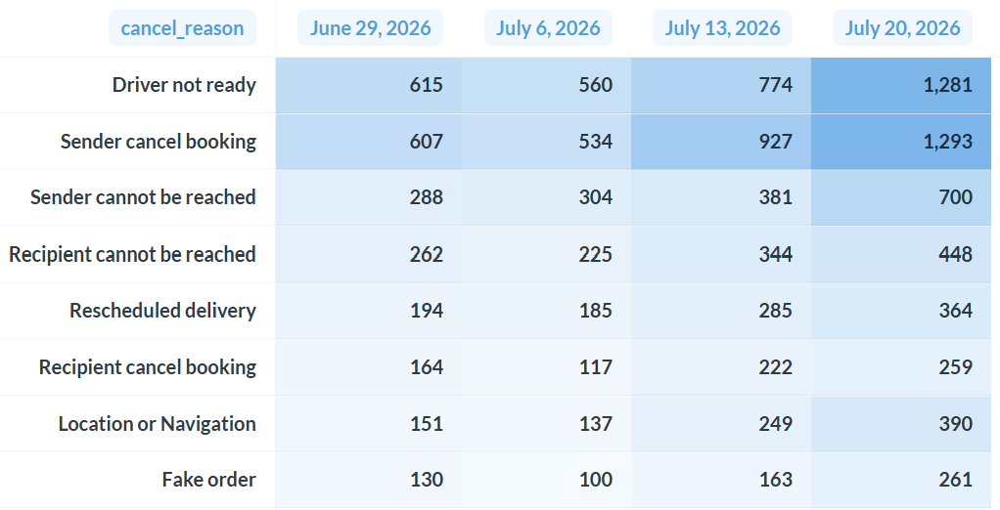 cancel_reason June 29, 2026 July 6, 2026 July 13, 2026 July 20, 2026
Driver not ready 615 560 774 1,281
Sender cancel booking 607 534 927 1,293
Sender cannot be reached 288 304 381 700
Recipient cannot be reached 262 225 344 448
Rescheduled delivery 194 185 285 364
Recipient cancel booking 164 117 222 259
Location or Navigation 151 137 249 390
Fake order 130 100 163 261